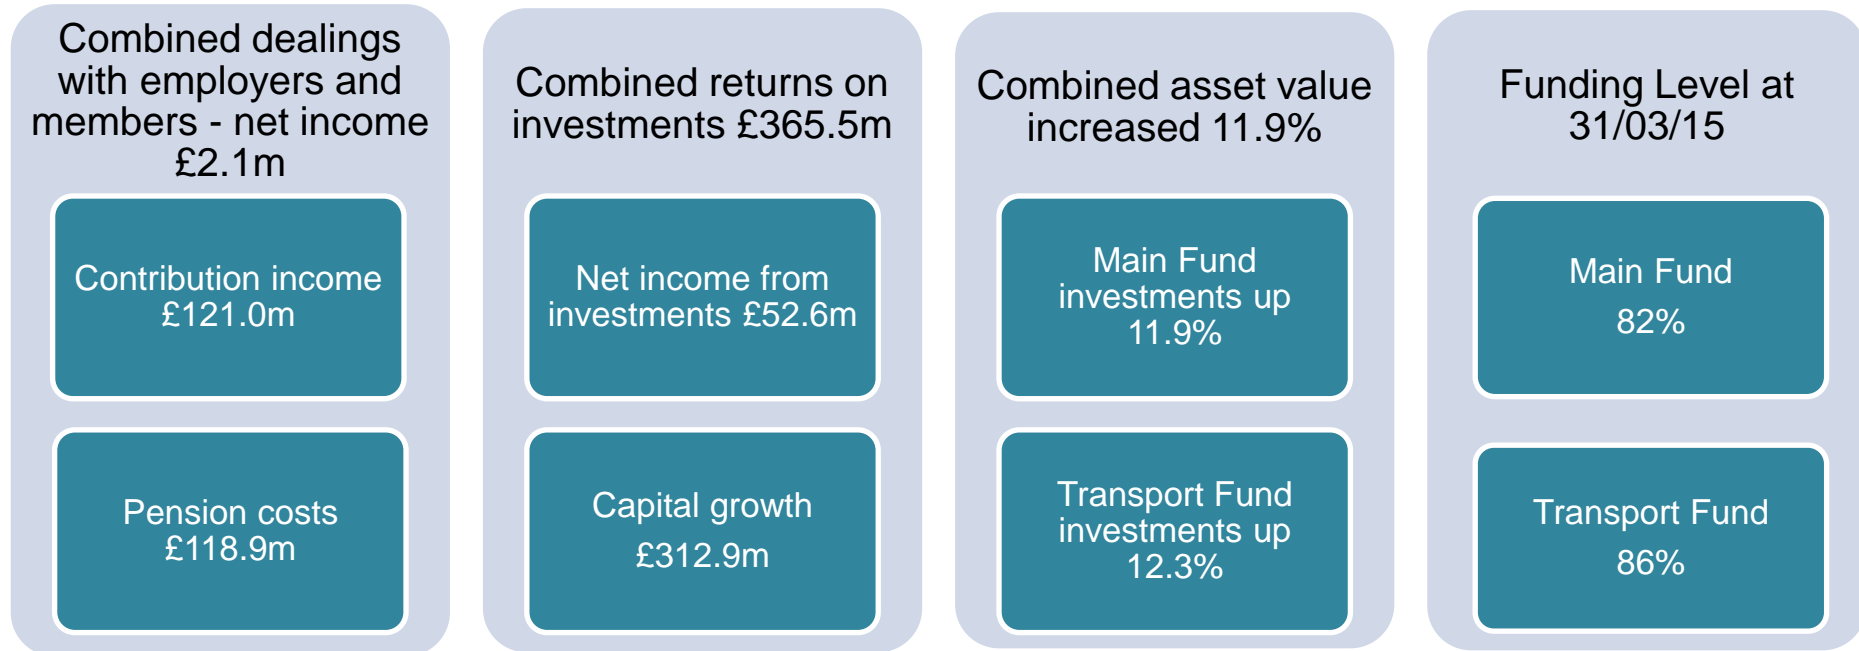 Combined dealings
with employers and
members - net income
£2.1m
Contribution income
£121.0m
Pension costs
£118.9m
Combined returns on
investments £365.5m
Net income from
investments £52.6m
Capital growth
£312.9m
Combined asset value
increased 11.9%
Main Fund
investments up
11.9%
Transport Fund
investments up
12.3%
Funding Level at
31/03/15
Main Fund
82%
Transport Fund
86%